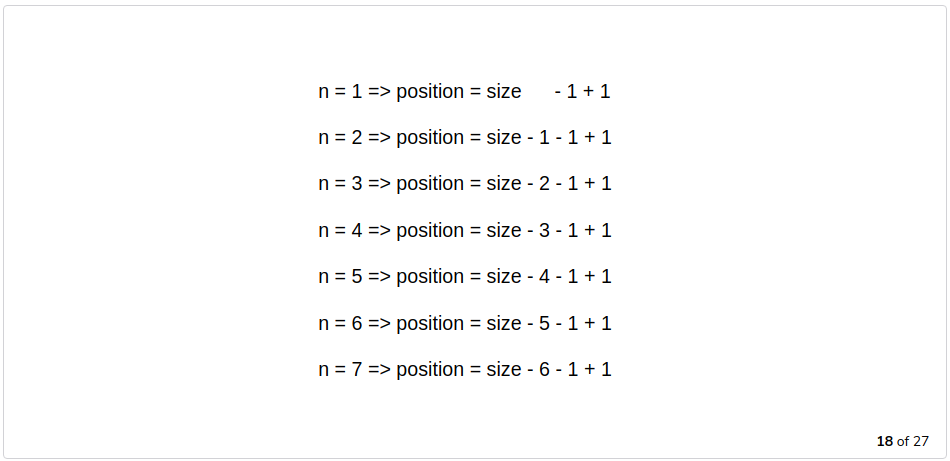 n = 1 => position = size - 1 + 1
n = 2 => position = size - 1 - 1 + 1
n = 3 => position = size - 2 - 1 + 1
n = 4 => position = size - 3 - 1 + 1
n = 5 => position = size - 4 - 1 + 1
n = 6 => position = size - 5 - 1 + 1
n = 7 => position = size - 6 - 1 + 1
18 of 27